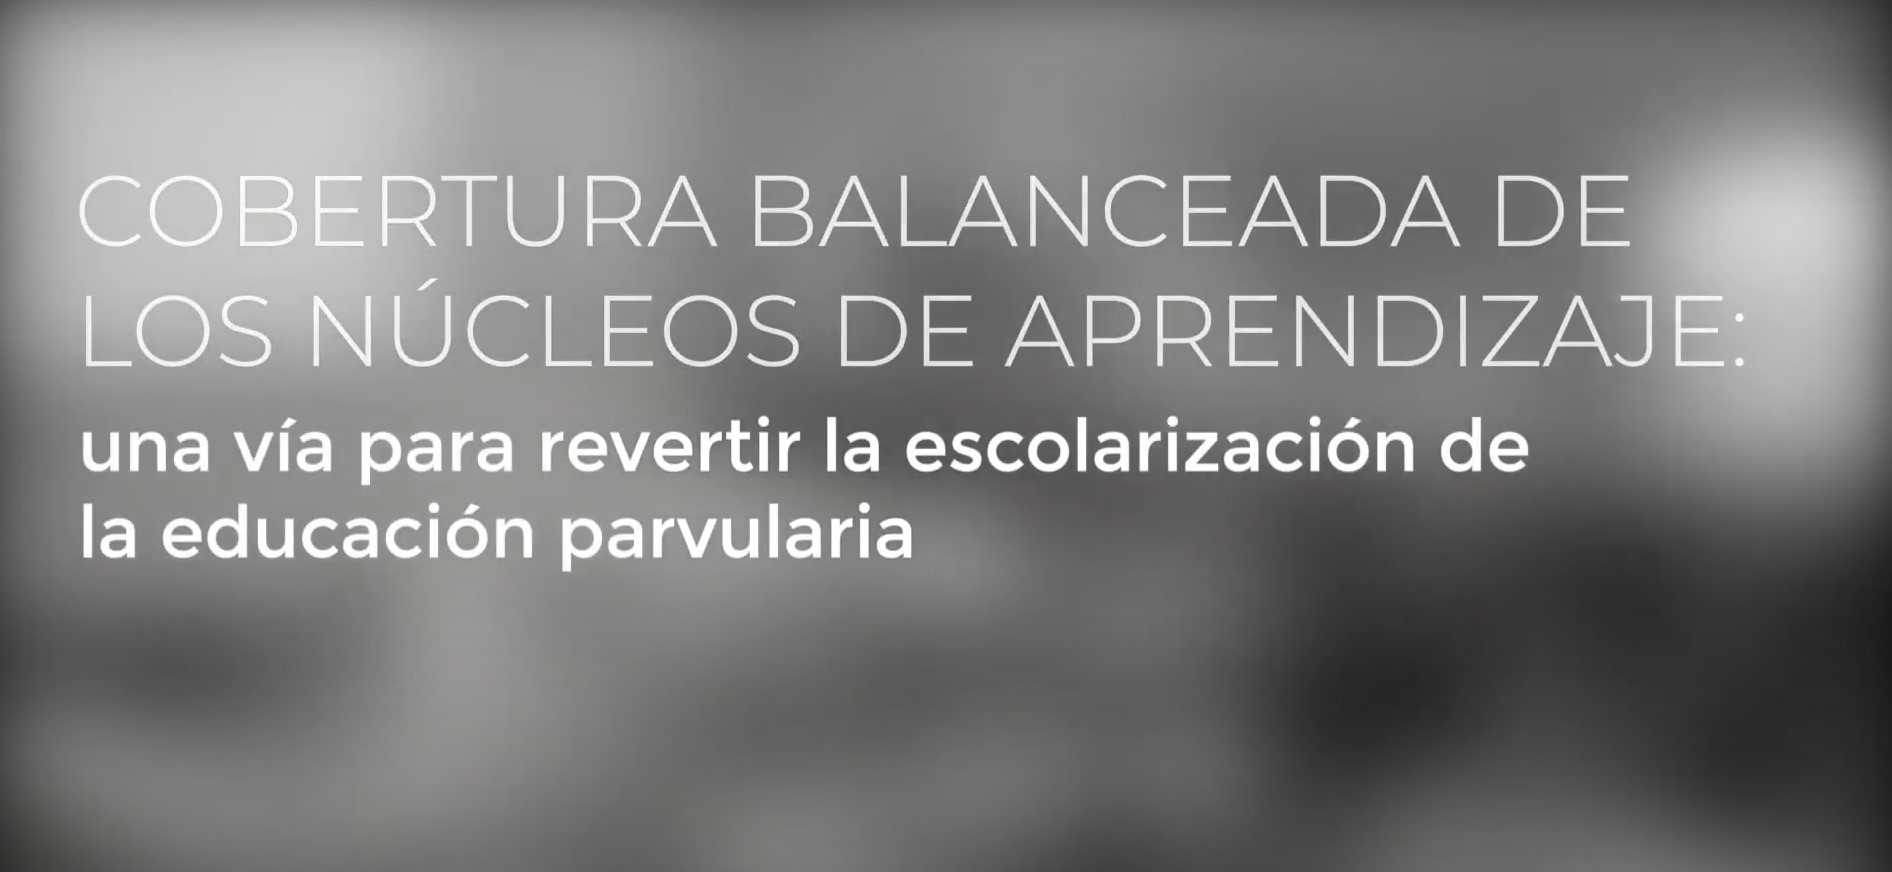 COBERTURA BALANCEADA DE
LOS NÚCLEOS DE APRENDIZAJE:
una vía para revertir la escolarización de
la educación parvularia